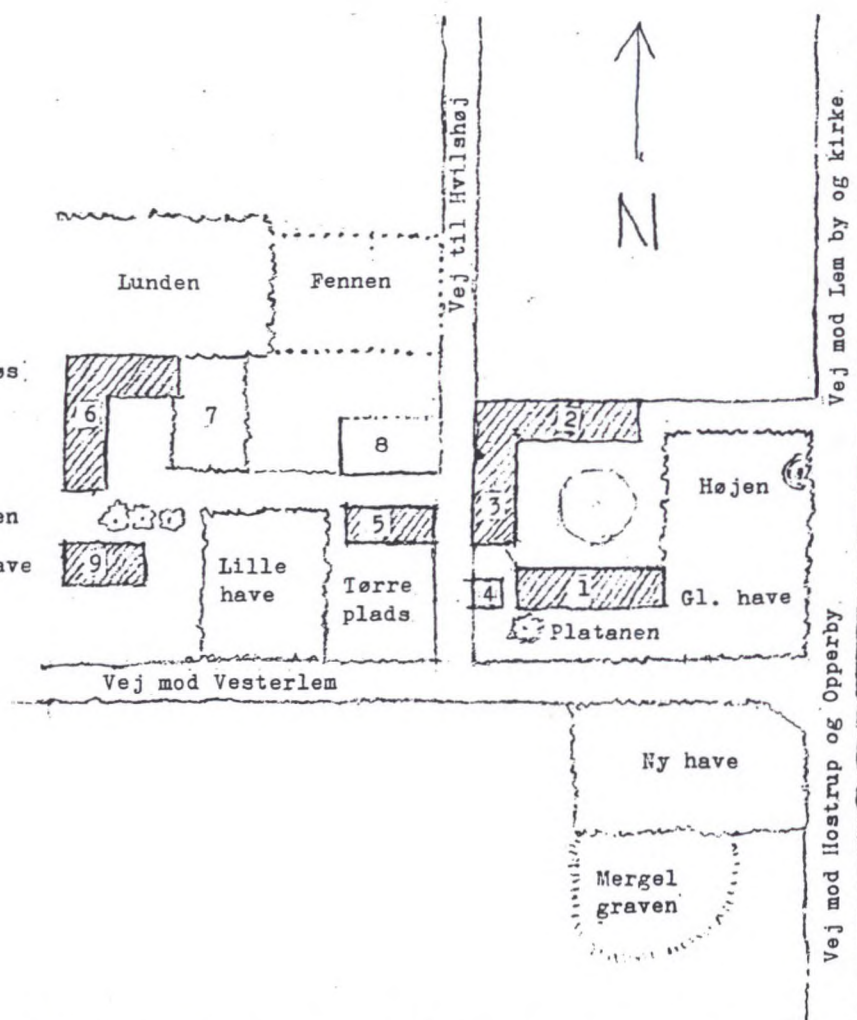 Vej til Hvilshøj
N
Vej mod Lem by og kirke.
Lunden
Fennen
6
7
8
2
3
Højen
5
9
Lille
have
Tørre
plads
4
1
Gl. have
Platanen
Vej mod Vesterlem
Ny have
Vej mod Hostrup og Opperby
Mergel
graven